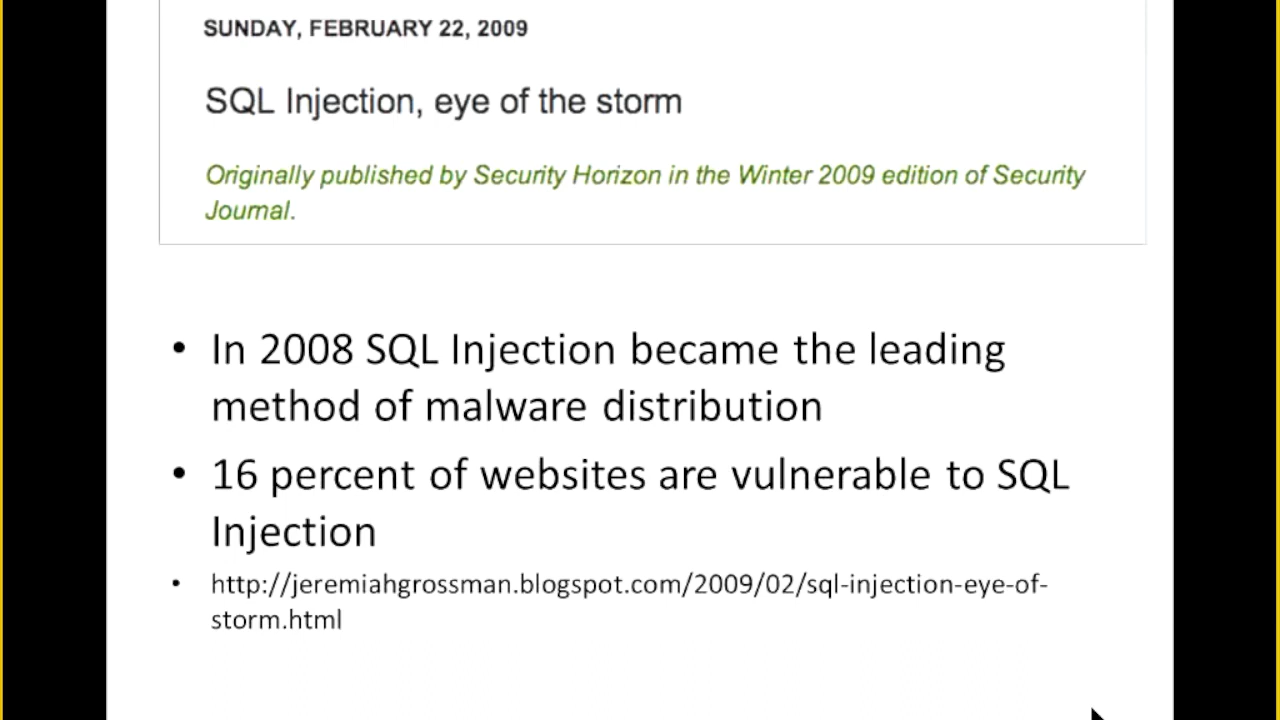 SUNDAY, FEBRUARY 22, 2009
SQL Injection, eye of the storm
Originally published by Security Horizon in the Winter 2009 edition of Security
Journal.
• In 2008 SQL Injection became the leading
method of malware distribution
• 16 percent of websites are vulnerable to SQL
Injection
• http://jeremiahgrossman.blogspot.com/2009/02/sql-injection-eye-of-
storm.html